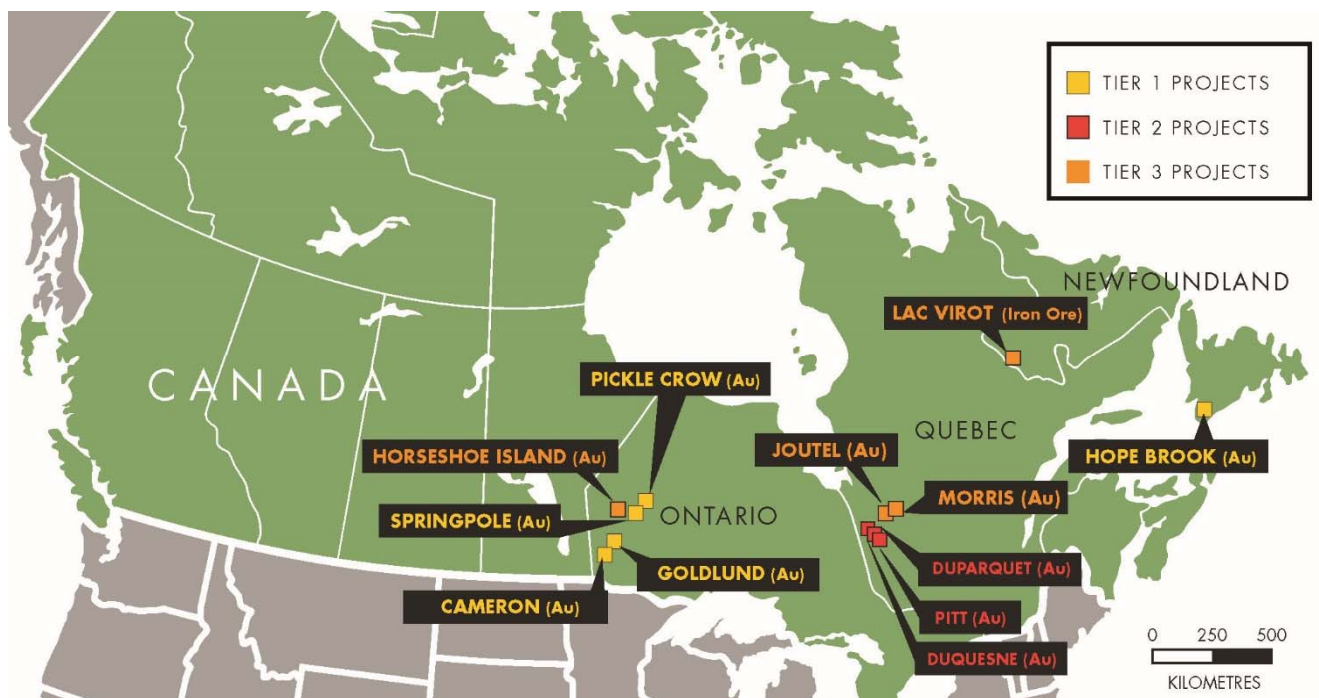 TIER 1 PROJECTS
TIER 2 PROJECTS
TIER 3 PROJECTS
NEWFOUNDLAND
LAC VIROT (Iron Ore)
CANADA
PICKLE CROW (Au)
QUEBEC
HORSESHOE ISLAND (Au)
JOUTEL (Au)
HOPE BROOK (Au)
MORRIS (Au)
SPRINGPOLE (Au)
ONTARIO
DUPARQUET (Au)
GOLDLUND (Au)
CAMERON (Au)
PITT (Au)
DUQUESNE (Au)
0 250 500
KILOMETRES